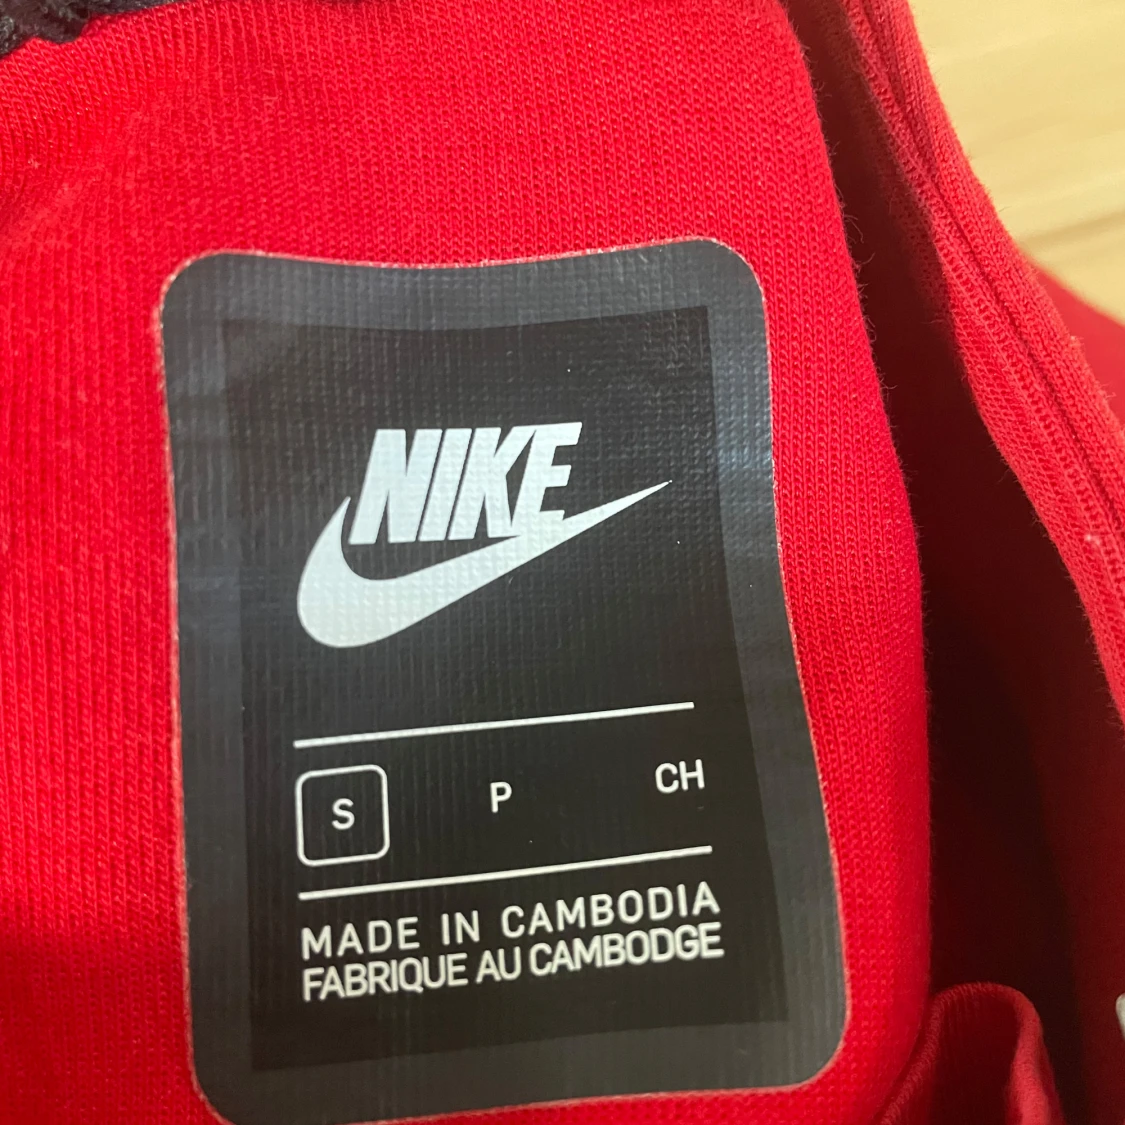 NIKE
S P CH
MADE IN CAMBODIA
FABRIQUE AU CAMBODGE